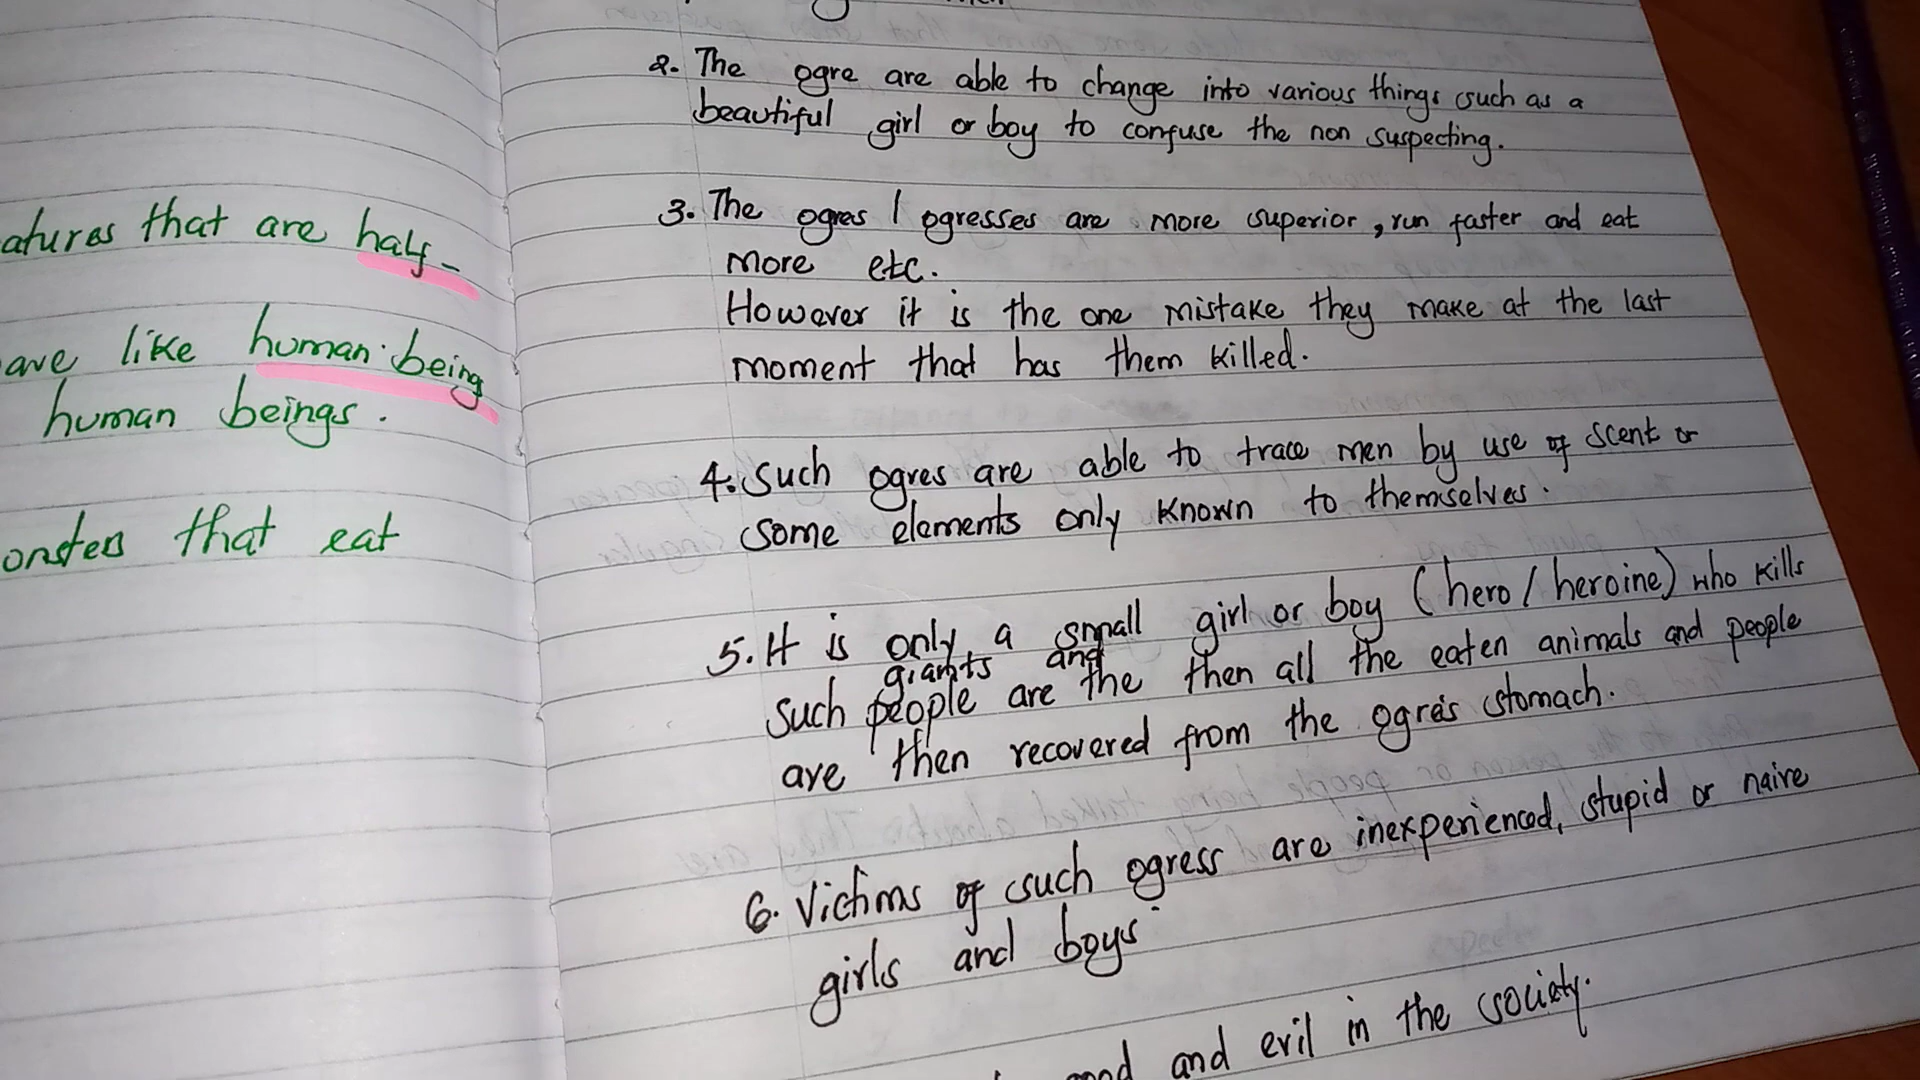 atures that are half-
ave like human being
human beings.
onsters that eat
2. The ogre are able to change into various things such as a
beautiful girl or boy to confuse the non suspecting.
3. The ogres / ogresses are more superior, run faster and eat
more etc.
However it is the one mistake they make at the last
moment that has them killed.
4. Such ogres are able to trace men by use of scent or
some elements only known to themselves.
5. It is only a small girl or boy (hero/heroine) who kills
giants and
Such people are the then all the eaten animals and people
are then recovered from the ogre's stomach.
6. Victims of such ogress are inexperienced, stupid or naive
girls and boys
and evil in the society.